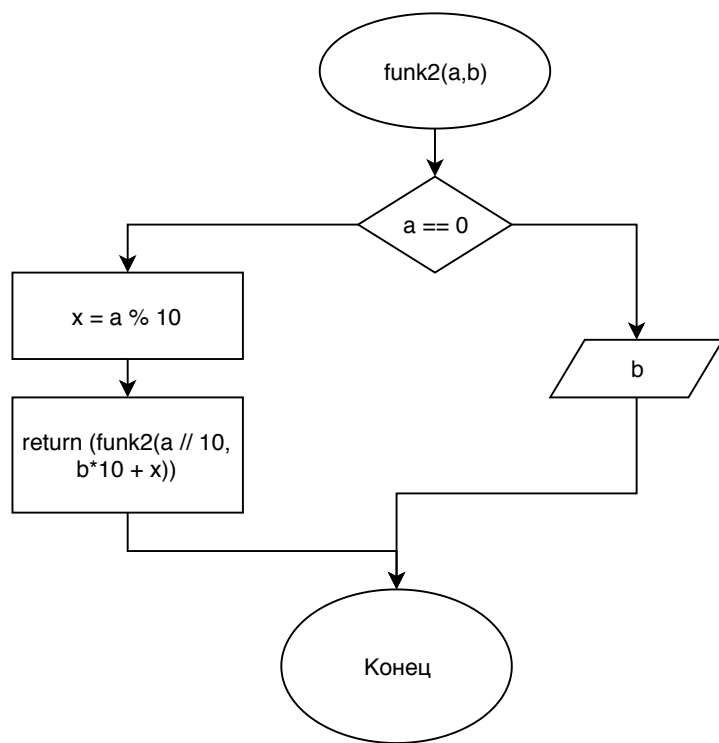 funk2(a,b)
a == 0
x = a % 10
b
return (funk2(a // 10,
b*10 + x))
Конец